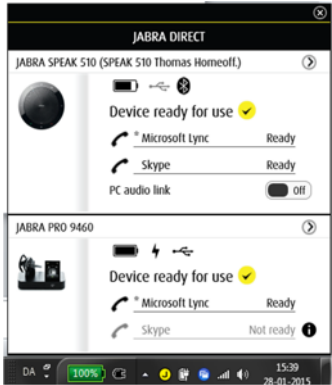 JABRA DIRECT
JABRA SPEAK 510 (SPEAK 510 Thomas Homeoff.)
Device ready for use
* Microsoft Lync Ready
Skype Ready
PC audio link Off
JABRA PRO 9460
Device ready for use
* Microsoft Lync Ready
Skype Not ready
DA 100% 15:39
28-01-2015